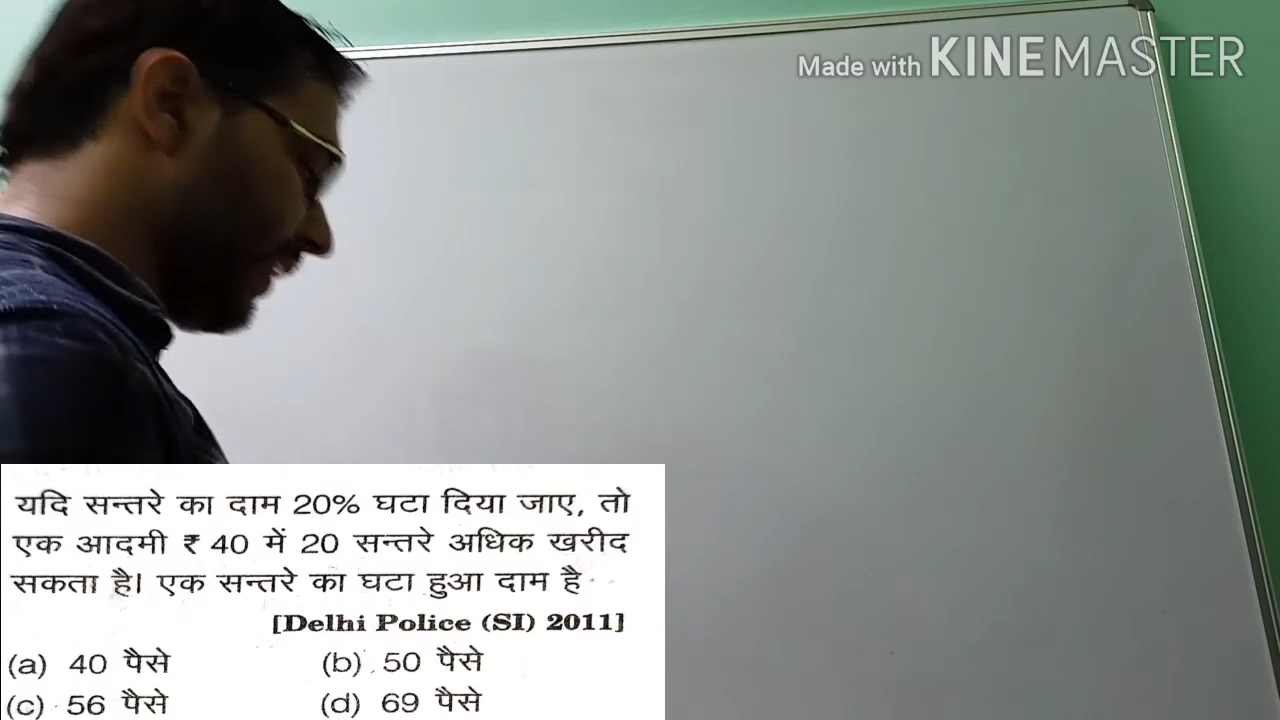 Made with KINEMASTER
यदि सन्तरे का दाम 20% घटा दिया जाए, तो
एक आदमी ₹ 40 में 20 सन्तरे अधिक खरीद
सकता है। एक सन्तरे का घटा हुआ दाम है
[Delhi Police (SI) 2011]
(a) 40 पैसे (b) 50 पैसे
(c) 56 पैसे (d) 69 पैसे